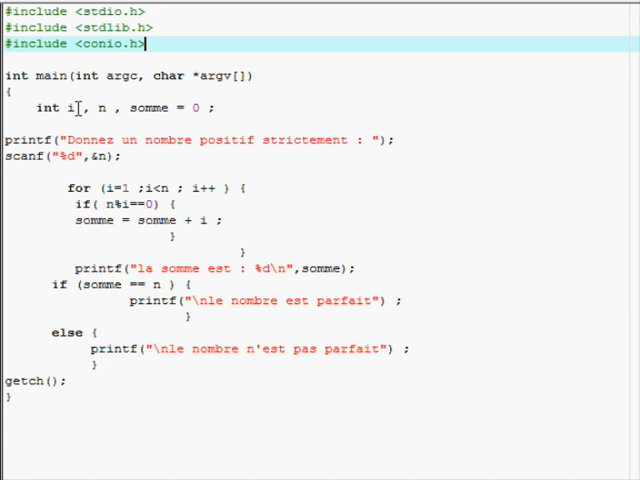 #include <stdio.h>
#include <stdlib.h>
#include <conio.h>
int main(int argc, char *argv[])
{
int i , n , somme = 0 ;
printf("Donnez un nombre positif strictement : ");
scanf("%d",&n);
for (i=1 ;i<n ; i++ ) {
if( n%i==0) {
somme = somme + i ;
}
}
printf("la somme est : %d\n",somme);
if (somme == n ) {
printf("\nle nombre est parfait") ;
}
else {
printf("\nle nombre n'est pas parfait") ;
}
getch();
}